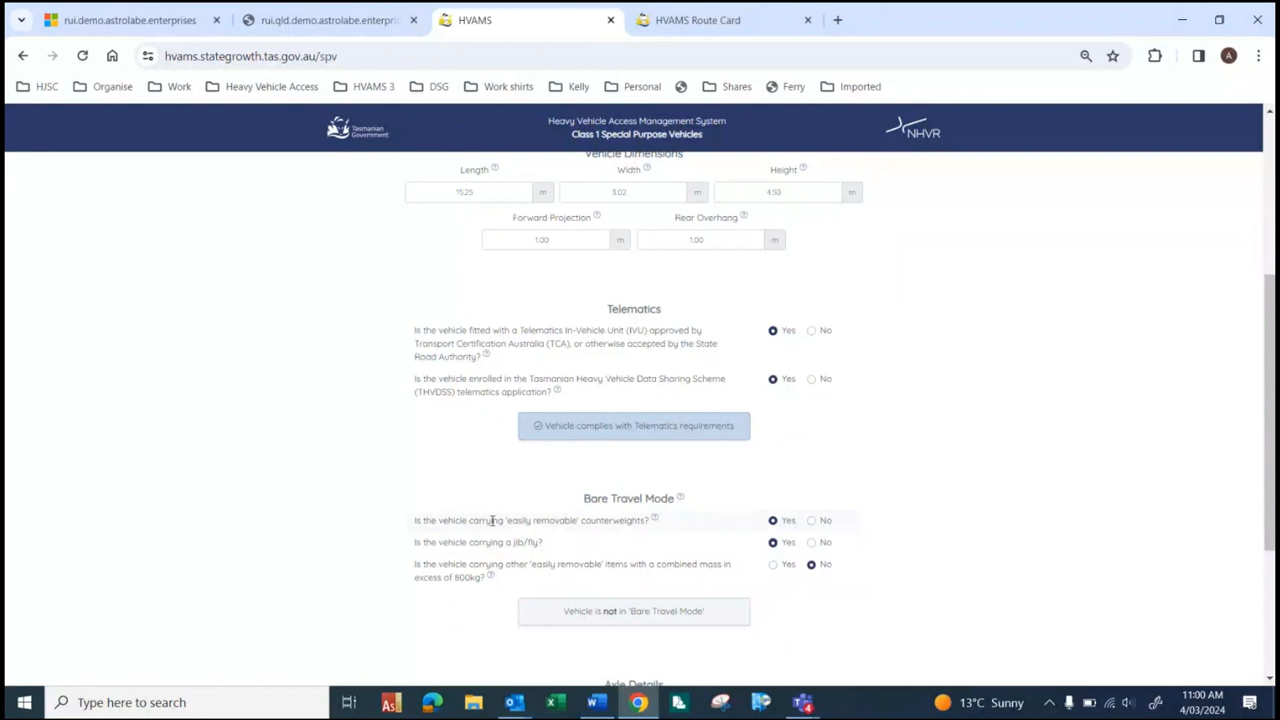 rui.demo.astrolabe.enterprises
rui.qld.demo.astrolabe.enterpri
HVAMS
HVAMS Route Card
hvams.stategrowth.tas.gov.au/spv
A
HJSC
Organise
Work
Heavy Vehicle Access
HVAMS 3
DSG
Work shirts
Kelly
Personal
Shares
Ferry
Imported
Tasmanian
Government
Heavy Vehicle Access Management System
Class 1 Special Purpose Vehicles
NHVR
Vehicle Dimensions
Length
Width
Height
15.25 m
3.02 m
4.50 m
Forward Projection
Rear Overhang
1.00 m
1.00 m
Telematics
Is the vehicle fitted with a Telematics In-Vehicle Unit (IVU) approved by
Transport Certification Australia (TCA), or otherwise accepted by the State
Road Authority?
Yes No
Is the vehicle enrolled in the Tasmanian Heavy Vehicle Data Sharing Scheme
(THVDSS) telematics application?
Yes No
Vehicle complies with Telematics requirements
Bare Travel Mode
Is the vehicle carrying 'easily removable' counterweights?
Yes No
Is the vehicle carrying a jib/fly?
Yes No
Is the vehicle carrying other 'easily removable' items with a combined mass in
excess of 800kg?
Yes No
Vehicle is not in 'Bare Travel Mode'
Axle Details
Type here to search
As
13°C Sunny
11:00 AM
4/03/2024